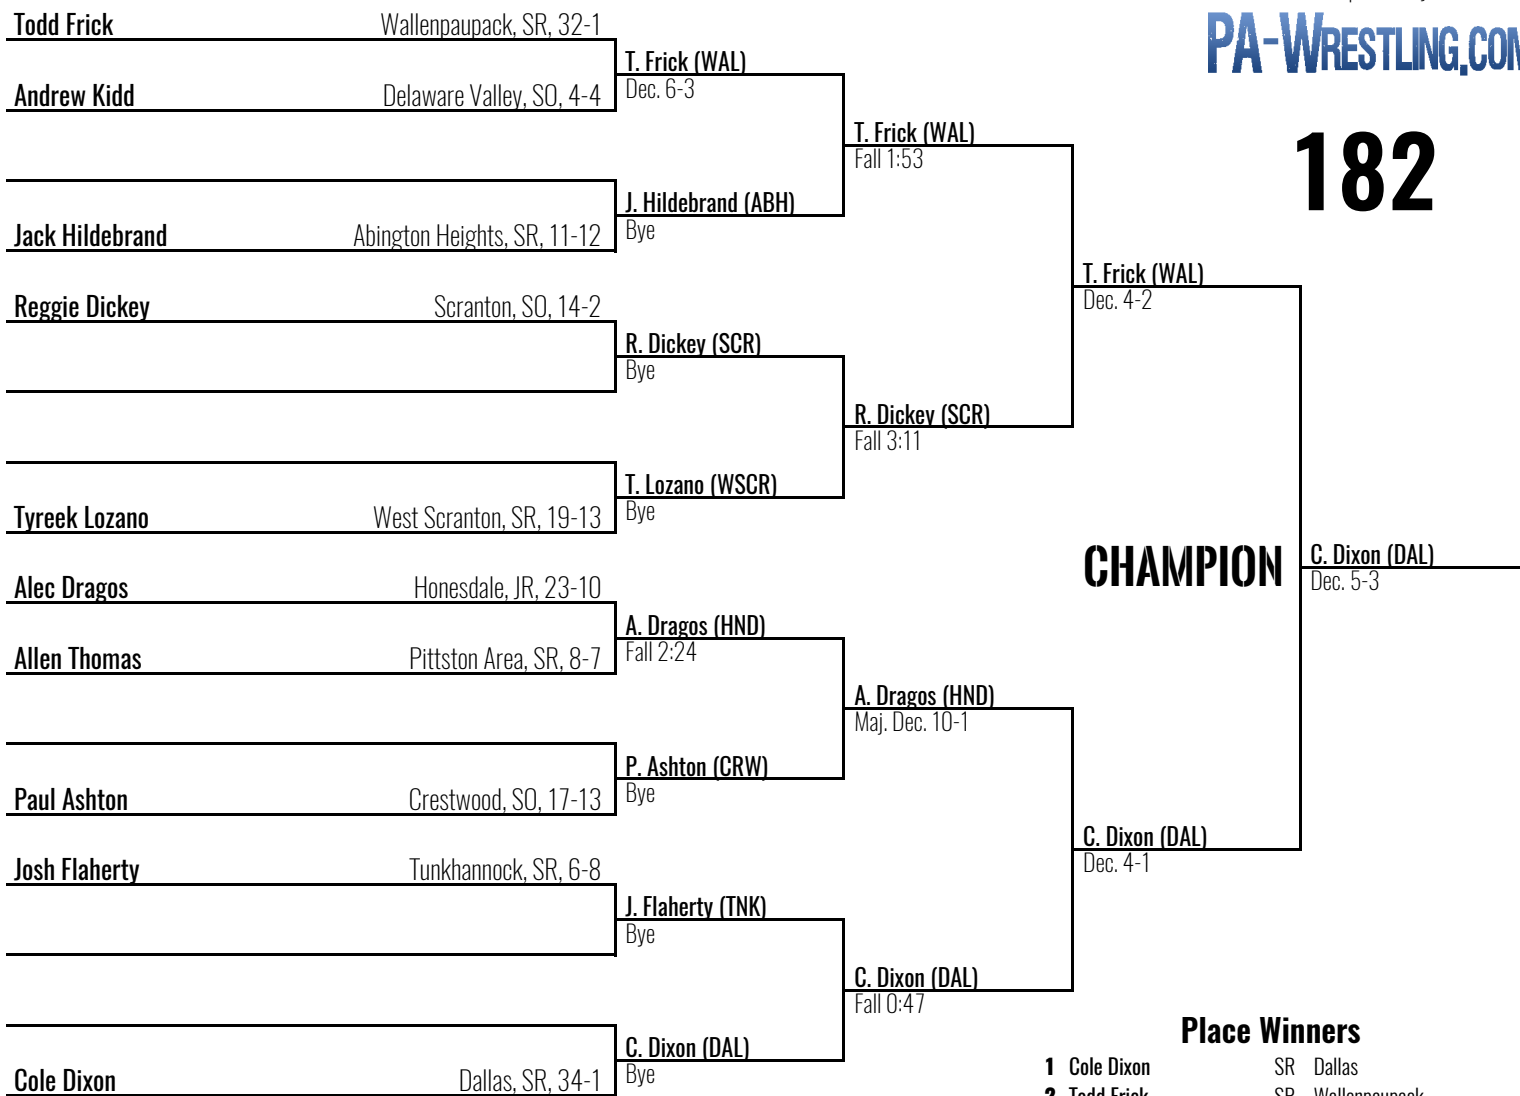 Todd Frick Wallenpaupack, SR, 32-1
PA-WRESTLING.COM
T. Frick (WAL)
Andrew Kidd Delaware Valley, SO, 4-4
Dec. 6-3
T. Frick (WAL)
Fall 1:53
182
J. Hildebrand (ABH)
Jack Hildebrand Abington Heights, SR, 11-12
Bye
T. Frick (WAL)
Dec. 4-2
Reggie Dickey Scranton, SO, 14-2
R. Dickey (SCR)
Bye
R. Dickey (SCR)
Fall 3:11
T. Lozano (WSCR)
Tyreek Lozano West Scranton, SR, 19-13
Bye
CHAMPION
C. Dixon (DAL)
Dec. 5-3
Alec Dragos Honesdale, JR, 23-10
A. Dragos (HND)
Allen Thomas Pittston Area, SR, 8-7
Fall 2:24
A. Dragos (HND)
Maj. Dec. 10-1
P. Ashton (CRW)
Paul Ashton Crestwood, SO, 17-13
Bye
C. Dixon (DAL)
Dec. 4-1
Josh Flaherty Tunkhannock, SR, 6-8
J. Flaherty (TNK)
Bye
C. Dixon (DAL)
Fall 0:47
Place Winners
C. Dixon (DAL)
Cole Dixon Dallas, SR, 34-1
Bye
1 Cole Dixon SR Dallas
2 Todd Frick SR Wallenpaupack